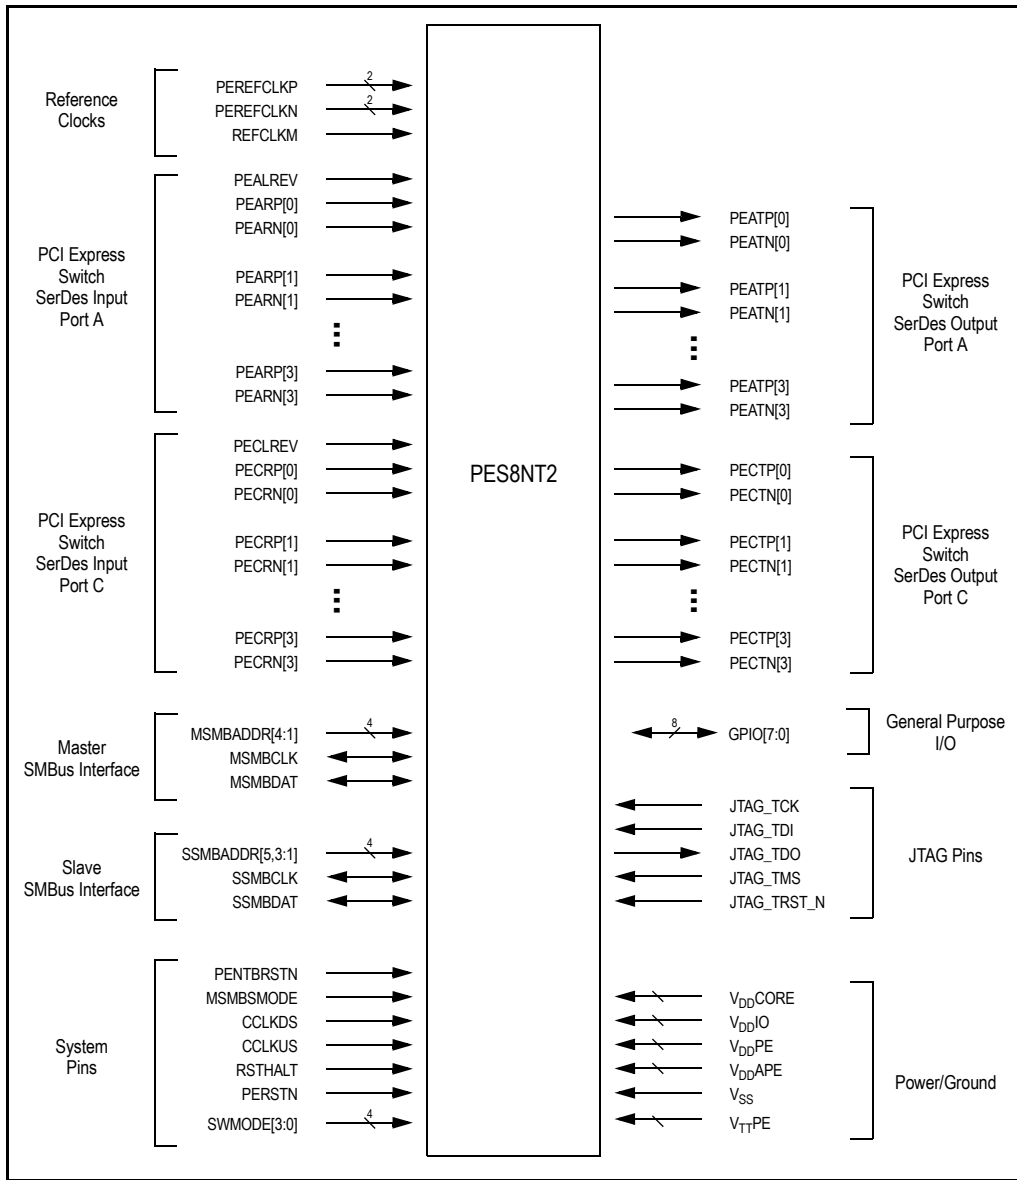 Reference
Clocks
PEREFCLKP
2
PEREFCLKN
2
REFCLKM
PCI Express
Switch
SerDes Input
Port A
PEALREV
PEARP[0]
PEARN[0]
PEARP[1]
PEARN[1]
PEARP[3]
PEARN[3]
PCI Express
Switch
SerDes Input
Port C
PECLREV
PECRP[0]
PECRN[0]
PECRP[1]
PECRN[1]
PECRP[3]
PECRN[3]
Master
SMBus Interface
MSMBADDR[4:1]
4
MSMBCLK
MSMBDAT
Slave
SMBus Interface
SSMBADDR[5,3:1]
4
SSMBCLK
SSMBDAT
System
Pins
PENTBRSTN
MSMBSMODE
CCLKDS
CCLKUS
RSTHALT
PERSTN
SWMODE[3:0]
4
PES8NT2
PEATP[0]
PEATN[0]
PEATP[1]
PEATN[1]
PEATP[3]
PEATN[3]
PCI Express
Switch
SerDes Output
Port A
PECTP[0]
PECTN[0]
PECTP[1]
PECTN[1]
PECTP[3]
PECTN[3]
PCI Express
Switch
SerDes Output
Port C
8
GPIO[7:0]
General Purpose
I/O
JTAG_TCK
JTAG_TDI
JTAG_TDO
JTAG_TMS
JTAG_TRST_N
JTAG Pins
VDDCORE
VDDIO
VDDPE
VDDAPE
VSS
VTTPE
Power/Ground